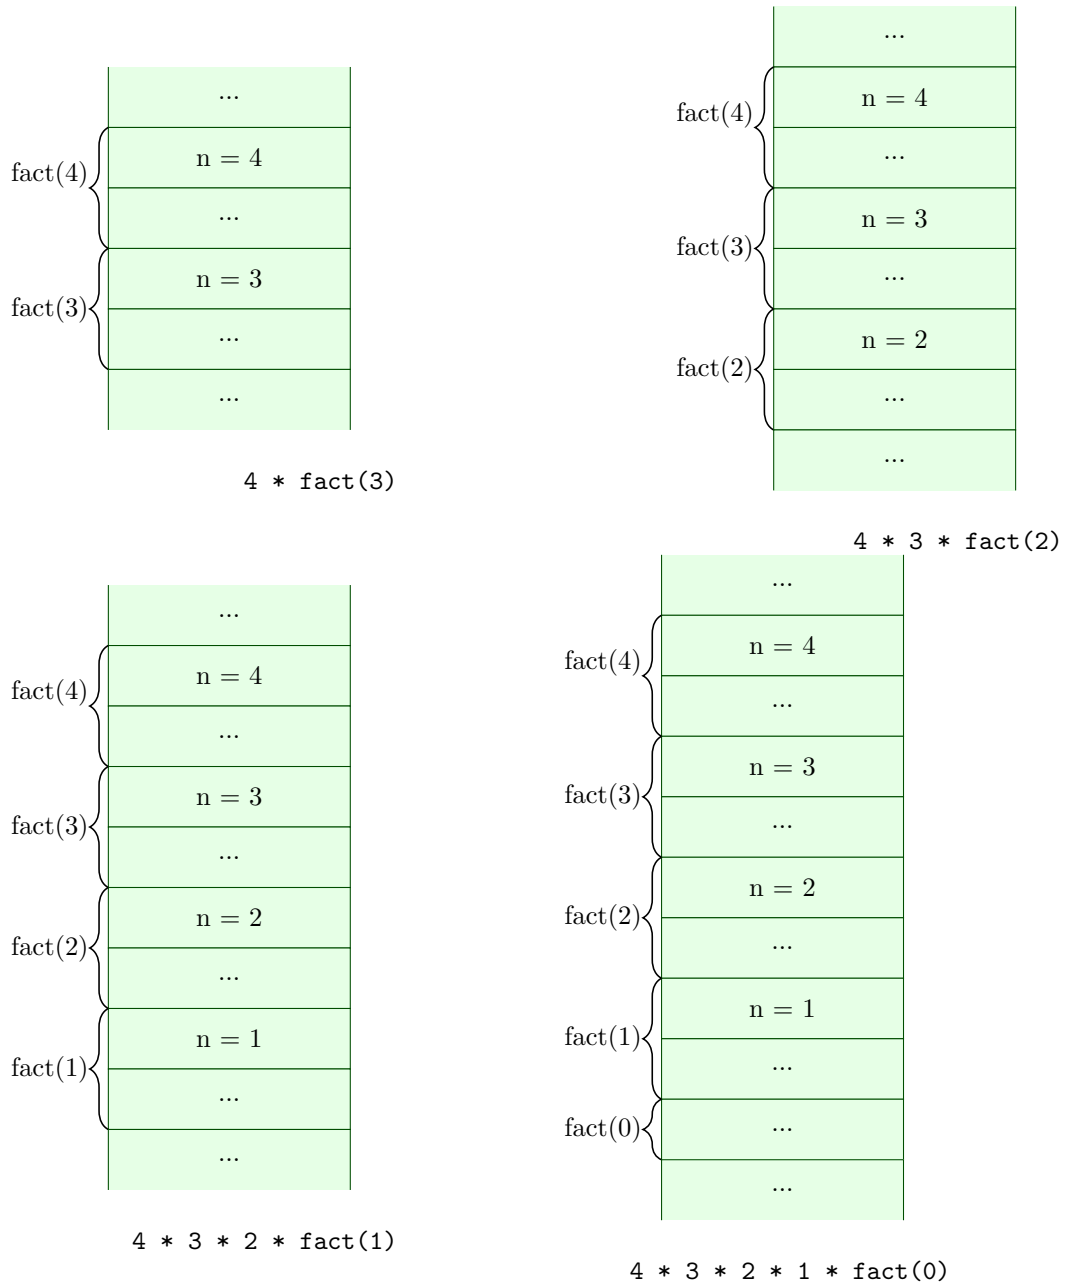 ...
fact(4)
n = 4
...
fact(3)
n = 3
...
...
4 * fact(3)
...
fact(4)
n = 4
...
fact(3)
n = 3
...
fact(2)
n = 2
...
...
4 * 3 * fact(2)
...
fact(4)
n = 4
...
fact(3)
n = 3
...
fact(2)
n = 2
...
fact(1)
n = 1
...
...
4 * 3 * 2 * fact(1)
...
fact(4)
n = 4
...
fact(3)
n = 3
...
fact(2)
n = 2
...
fact(1)
n = 1
...
fact(0)
...
...
4 * 3 * 2 * 1 * fact(0)